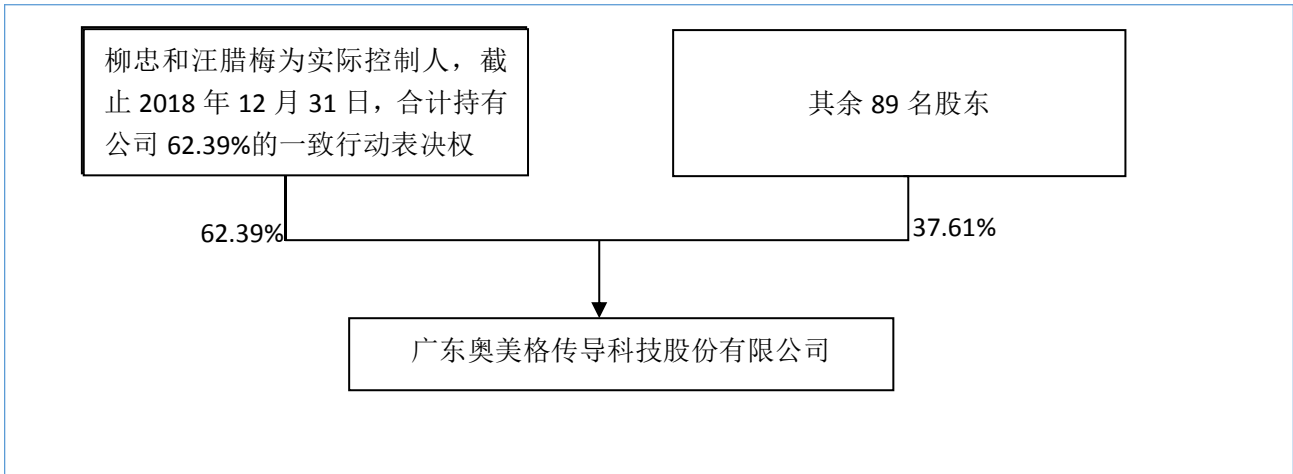 柳忠和汪腊梅为实际控制人，截
止 2018 年 12 月 31 日，合计持有
公司 62.39%的一致行动表决权
其余 89 名股东
62.39%
37.61%
广东奥美格传导科技股份有限公司